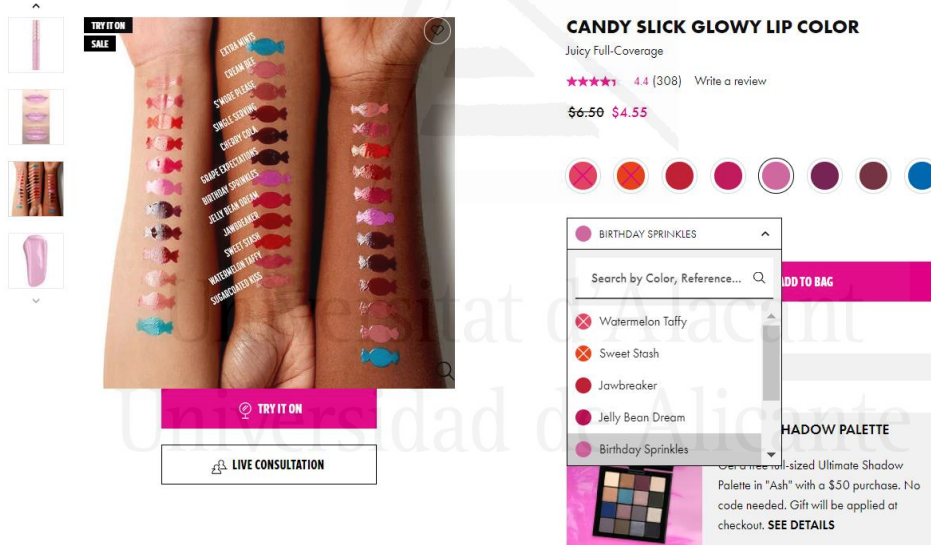 TRY IT ON
SALE
EXTRA MINTS
CREAM BEE
S'MORE PLEASE
SINGLE SERVING
CHERRY COLA
GRAPE EXPECTATIONS
BIRTHDAY SPRINKLES
JELLY BEAN DREAM
JAWBREAKER
SWEET STASH
WATERMELON TAFFY
SUGARCOATED KISS
TRY IT ON
LIVE CONSULTATION
CANDY SLICK GLOWY LIP COLOR
Juicy Full-Coverage
4.4 (308) Write a review
$6.50 $4.55
BIRTHDAY SPRINKLES
Search by Color, Reference...
ADD TO BAG
Watermelon Taffy
Sweet Stash
Jawbreaker
Jelly Bean Dream
Birthday Sprinkles
HADOW PALETTE
Get a free full-sized Ultimate Shadow
Palette in "Ash" with a $50 purchase. No
code needed. Gift will be applied at
checkout. SEE DETAILS
Universitat d'Alacant
Universidad de Alicante